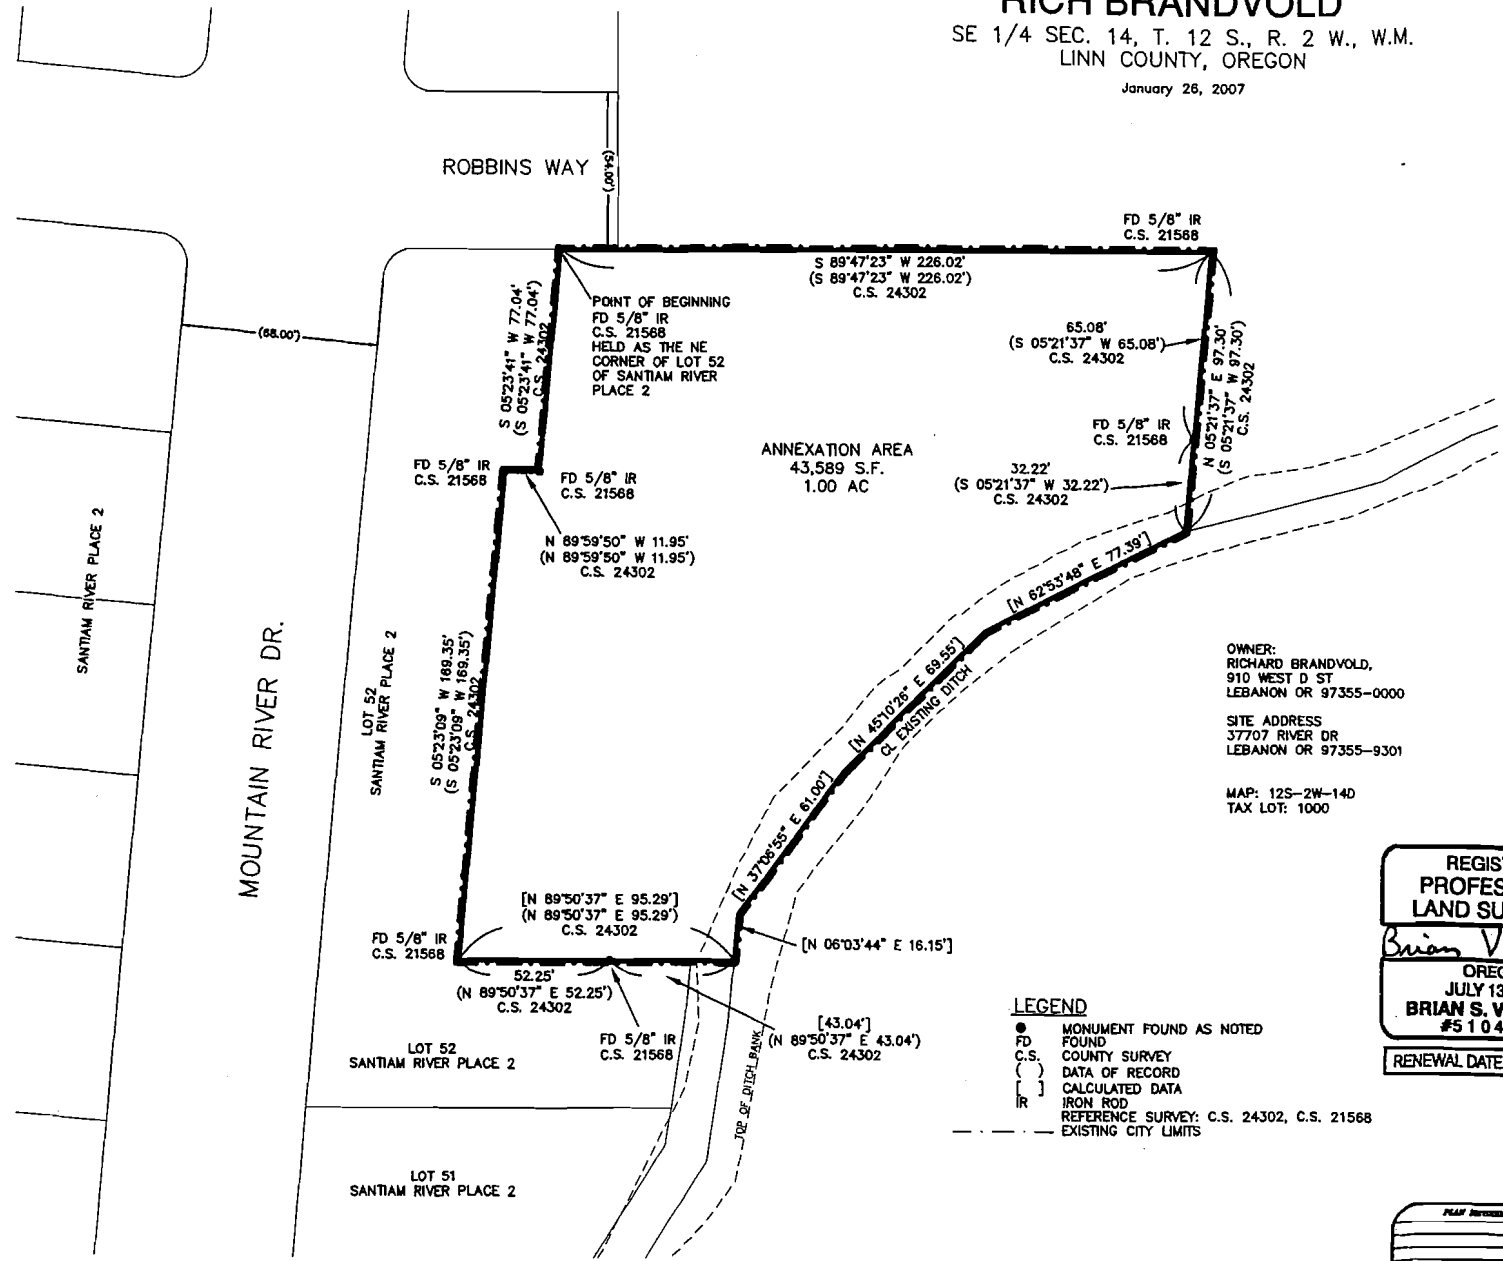 RICH BRANDVOLD
SE 1/4 SEC. 14, T. 12 S., R. 2 W., W.M.
LINN COUNTY, OREGON
January 26, 2007
ROBBINS WAY
(54.00')
FD 5/8" IR
C.S. 21568
S 89°47'23" W 226.02'
(S 89°47'23" W 226.02')
C.S. 24302
POINT OF BEGINNING
FD 5/8" IR
C.S. 21568
HELD AS THE NE
CORNER OF LOT 52
OF SANTIAM RIVER
PLACE 2
S 05°23'41" W 77.04'
(S 05°23'41" W 77.04')
C.S. 24302
(68.00')
65.08'
(S 05°21'37" W 65.08')
C.S. 24302
N 05°21'37" E 97.30'
(S 05°21'37" W 97.30')
C.S. 24302
FD 5/8" IR
C.S. 21568
ANNEXATION AREA
43,589 S.F.
1.00 AC
32.22'
(S 05°21'37" W 32.22')
C.S. 24302
FD 5/8" IR
C.S. 21568
FD 5/8" IR
C.S. 21568
N 89°59'50" W 11.95'
(N 89°59'50" W 11.95')
C.S. 24302
[N 62°53'48" E 77.39']
SANTIAM RIVER PLACE 2
MOUNTAIN RIVER DR.
LOT 52
SANTIAM RIVER PLACE 2
S 05°23'09" W 169.35'
(S 05°23'09" W 169.35')
C.S. 24302
[N 45°10'26" E 69.55']
CL EXISTING DITCH
OWNER:
RICHARD BRANDVOLD,
910 WEST D ST
LEBANON OR 97355-0000
SITE ADDRESS
37707 RIVER DR
LEBANON OR 97355-9301
MAP: 12S-2W-14D
TAX LOT: 1000
[N 37°06'55" E 61.00']
[N 89°50'37" E 95.29']
(N 89°50'37" E 95.29')
C.S. 24302
FD 5/8" IR
C.S. 21568
[N 06°03'44" E 16.15']
52.25'
(N 89°50'37" E 52.25')
C.S. 24302
FD 5/8" IR
C.S. 21568
[43.04']
(N 89°50'37" E 43.04')
C.S. 24302
LOT 52
SANTIAM RIVER PLACE 2
TOP OF DITCH BANK
LOT 51
SANTIAM RIVER PLACE 2
LEGEND
● MONUMENT FOUND AS NOTED
FD FOUND
C.S. COUNTY SURVEY
( ) DATA OF RECORD
[ ] CALCULATED DATA
IR IRON ROD
REFERENCE SURVEY: C.S. 24302, C.S. 21568
EXISTING CITY LIMITS
REGIS
PROFES
LAND SU
Brian V
OREG
JULY 13
BRIAN S. V
#5104
RENEWAL DATE